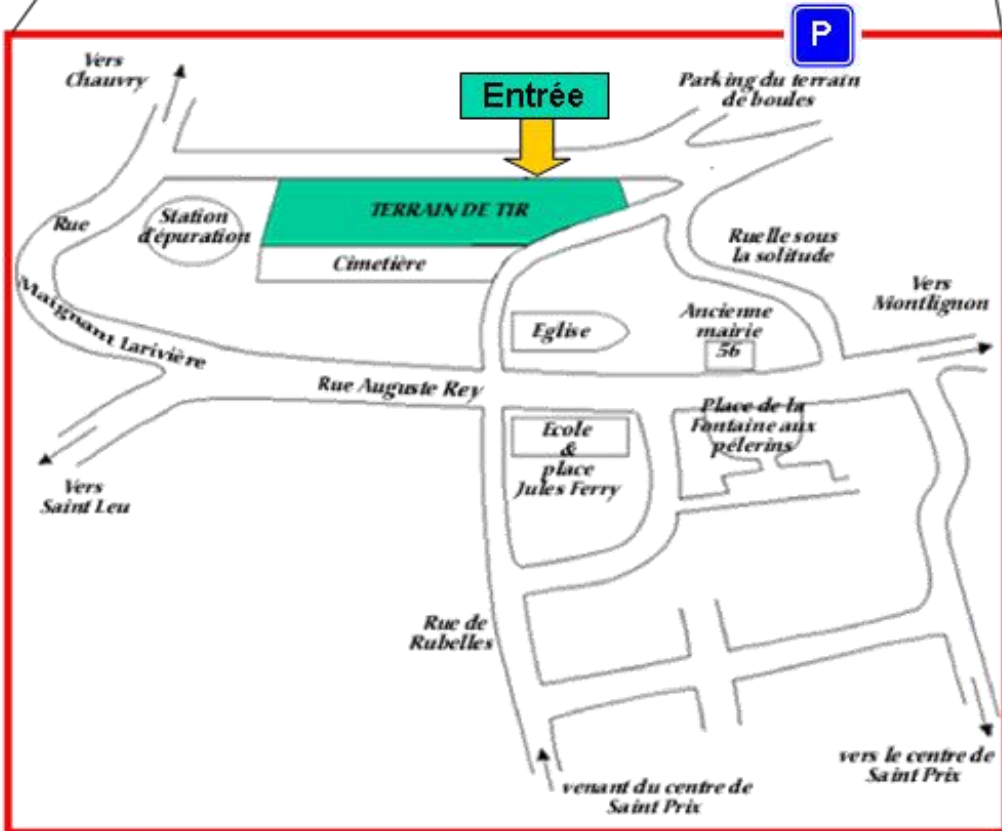 P
Vers
Chauvry
Entrée
Parking du terrain
de boules
TERRAIN DE TIR
Station
d'épuration
Rue
Maignant Larivière
Cimetière
Ruelle sous
la solitude
Vers
Montlignon
Eglise
Ancienne
mairie
56
Rue Auguste Rey
Ecole
&
place
Jules Ferry
Place de la
Fontaine aux
pélerins
Vers
Saint Leu
Rue de
Rubelles
venant du centre de
Saint Prix
vers le centre de
Saint Prix